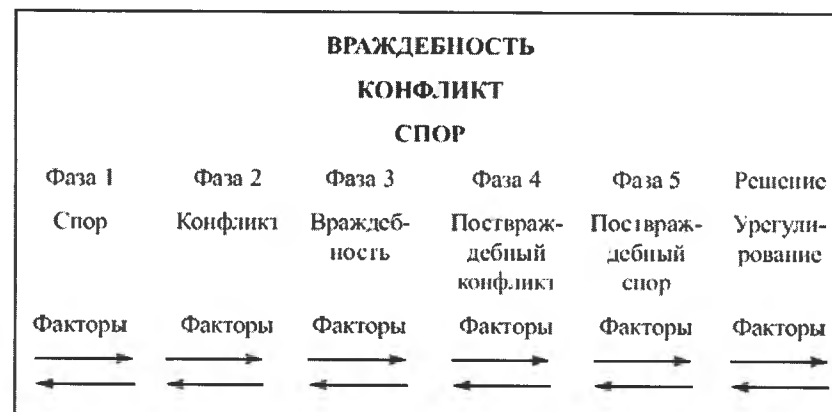 ВРАЖДЕБНОСТЬ
КОНФЛИКТ
СПОР
Фаза 1 Фаза 2 Фаза 3 Фаза 4 Фаза 5 Решение
Спор Конфликт Враждеб- Поствраж- Поствраж- Урегули-
ность дебный дебный рование
конфликт спор
Факторы Факторы Факторы Факторы Факторы Факторы